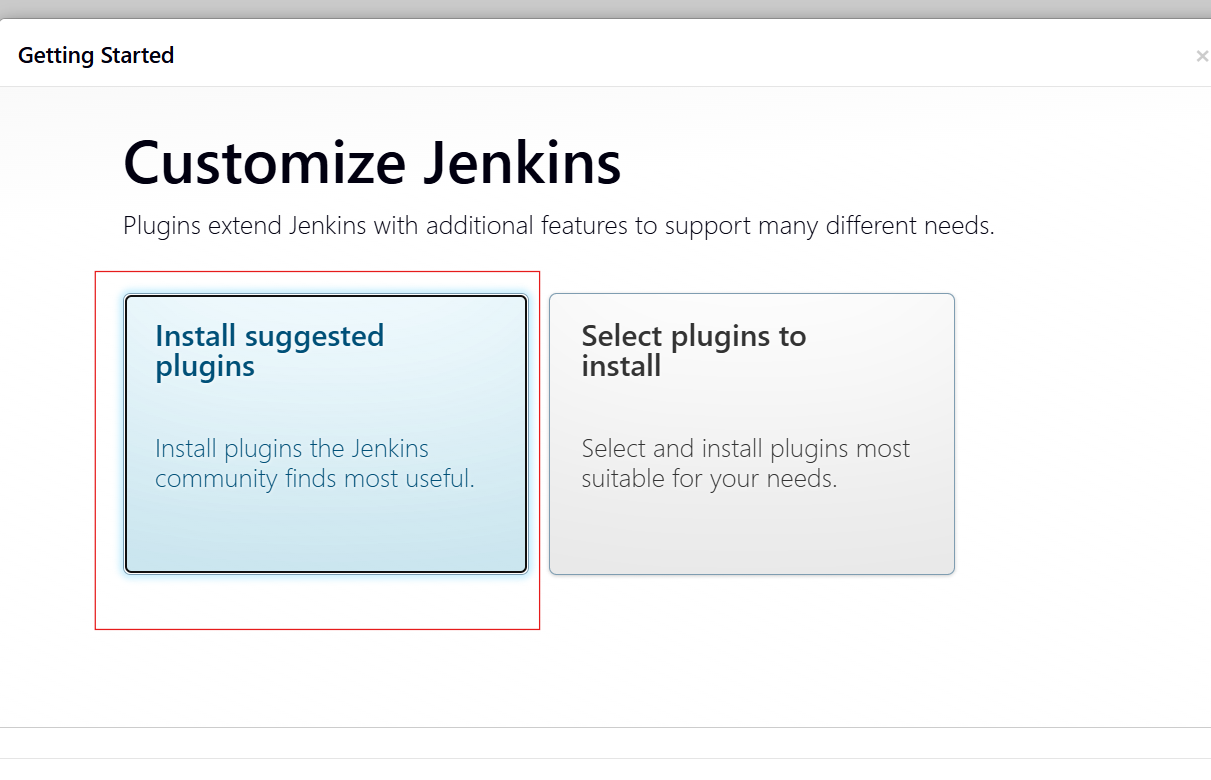 Getting Started
×
Customize Jenkins
Plugins extend Jenkins with additional features to support many different needs.
Install suggested
plugins
Install plugins the Jenkins
community finds most useful.
Select plugins to
install
Select and install plugins most
suitable for your needs.